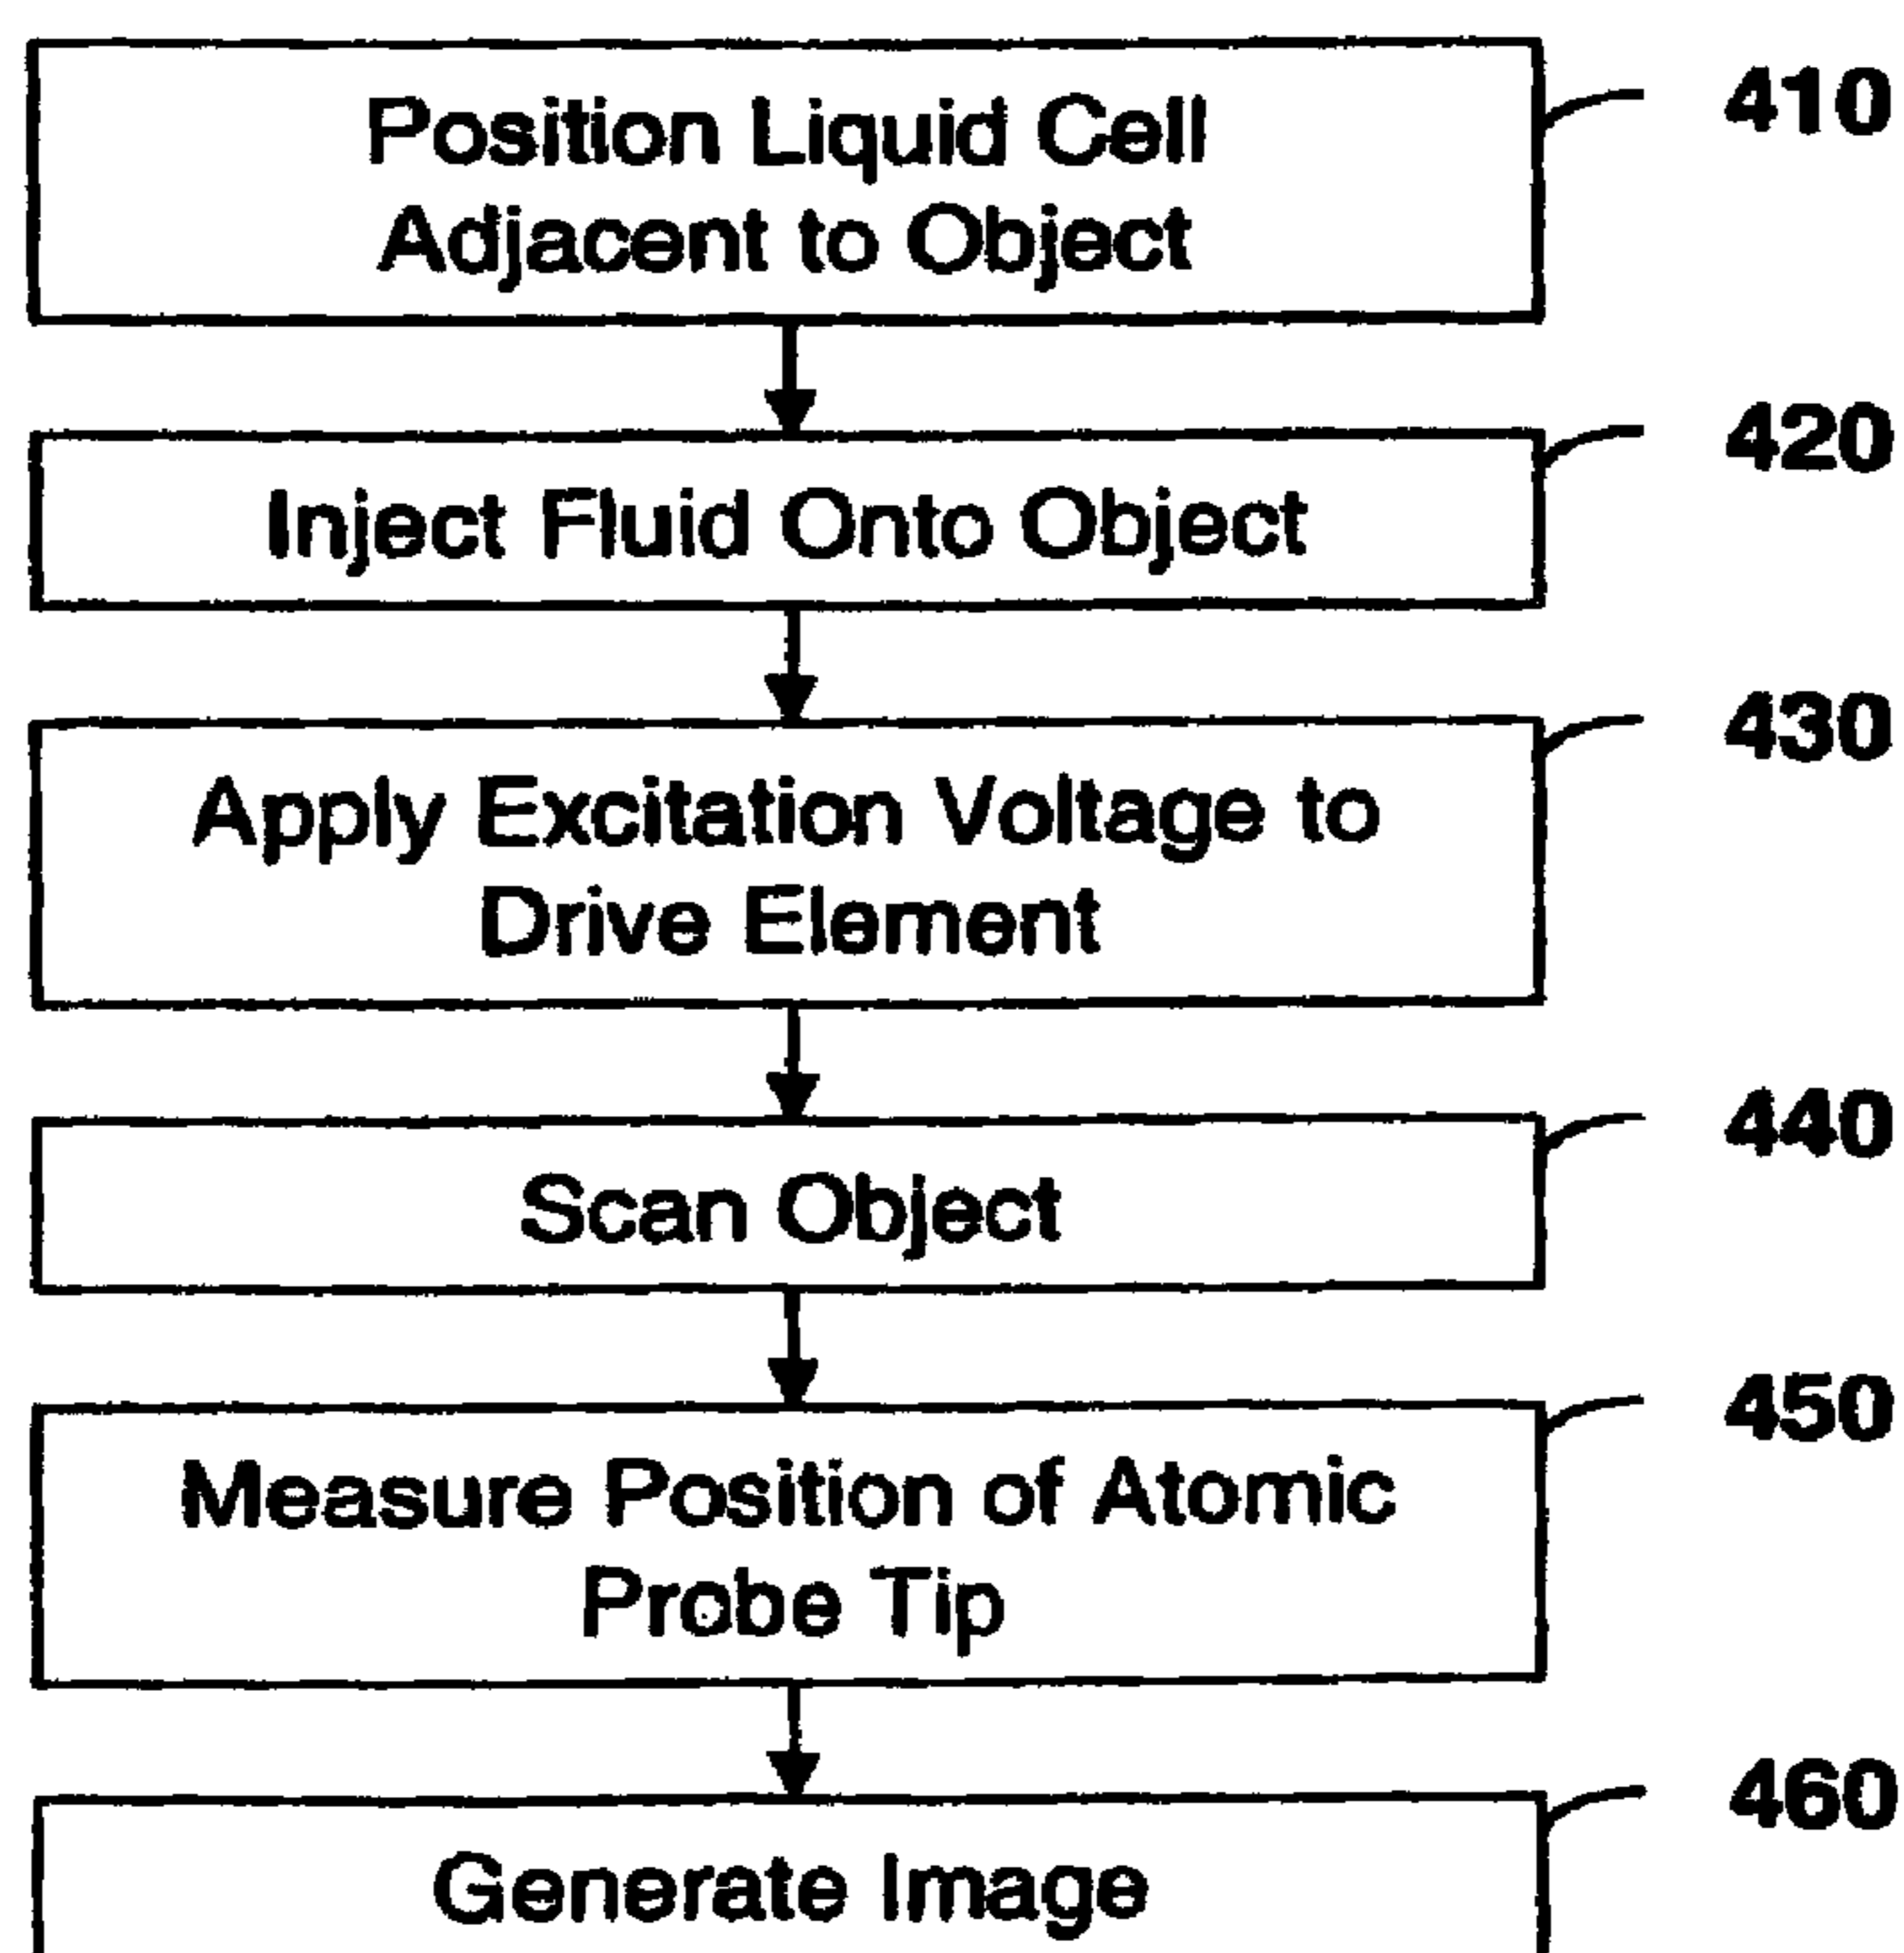 Position Liquid Cell
Adjacent to Object
410
Inject Fluid Onto Object
420
Apply Excitation Voltage to
Drive Element
430
Scan Object
440
Measure Position of Atomic
Probe Tip
450
Generate Image
460